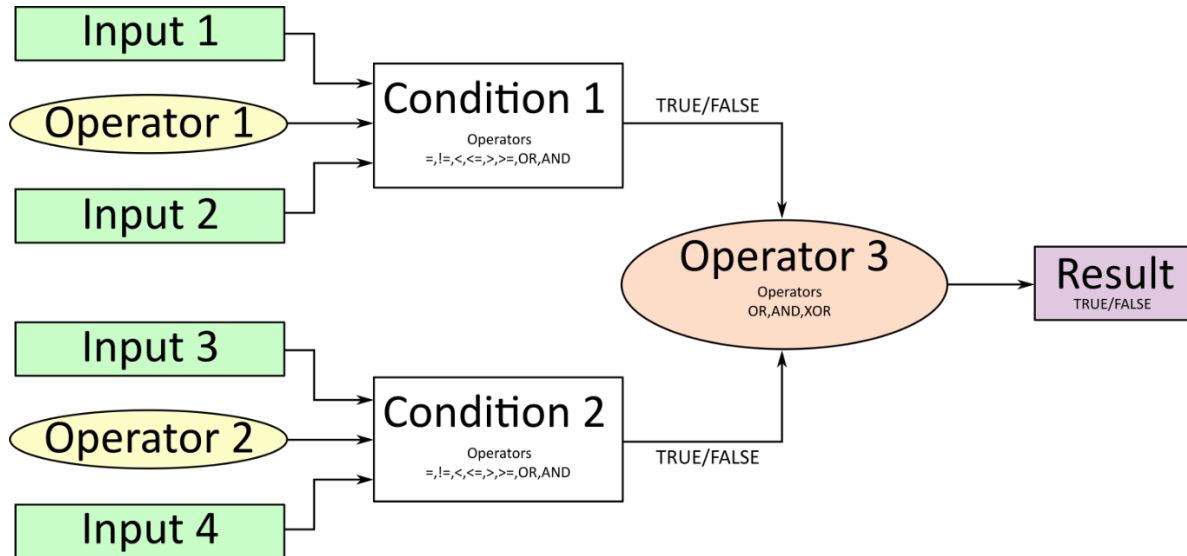 Input 1
Operator 1
Input 2
Condition 1
Operators
=,!=,<,<=,>,>=,OR,AND
TRUE/FALSE
Input 3
Operator 2
Input 4
Condition 2
Operators
=,!=,<,<=,>,>=,OR,AND
TRUE/FALSE
Operator 3
Operators
OR,AND,XOR
Result
TRUE/FALSE